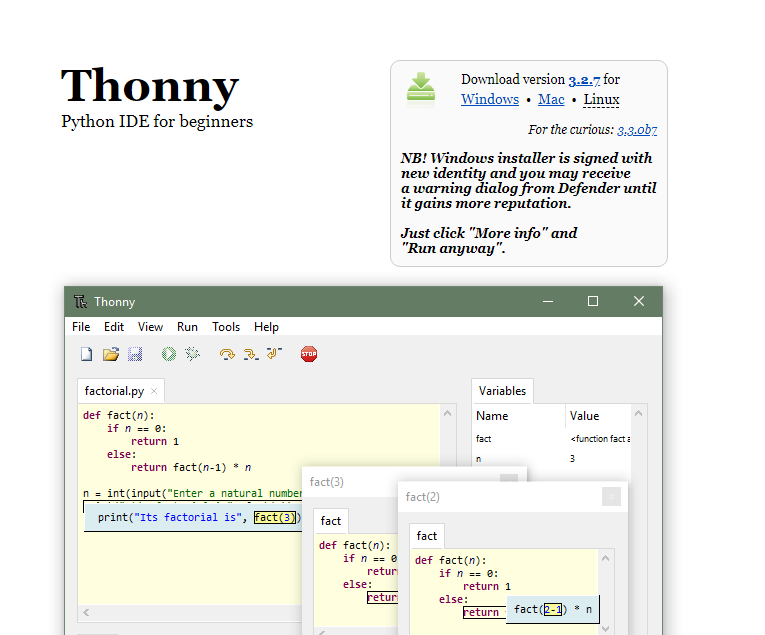 Thonny
Python IDE for beginners
Download version 3.2.7 for
Windows • Mac • Linux
For the curious: 3.3.0b7
NB! Windows installer is signed with
new identity and you may receive
a warning dialog from Defender until
it gains more reputation.
Just click "More info" and
"Run anyway".
Thonny
File Edit View Run Tools Help
STOP
factorial.py
def fact(n):
if n == 0:
return 1
else:
return fact(n-1) * n
n = int(input("Enter a natural number
print("Its factorial is", fact(3))
Variables
Name Value
fact <function fact a
n 3
fact(3)
fact
def fact(n):
if n == 0
retur
else:
retur
fact(2)
fact
def fact(n):
if n == 0:
return 1
else:
return
fact(2-1) * n